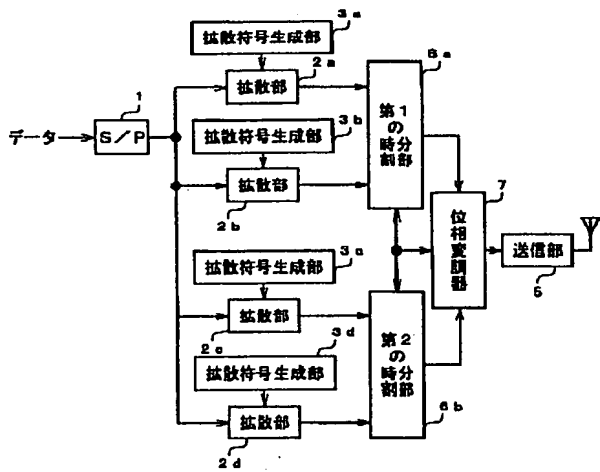 3a
拡散符号生成部
2a
6a
拡散部
1
データ
S/P
3b
拡散符号生成部
第1の時分割部
拡散部
2b
7
位相変調器
送信部
5
3c
拡散符号生成部
拡散部
2c
3d
拡散符号生成部
第2の時分割部
拡散部
2d
6b